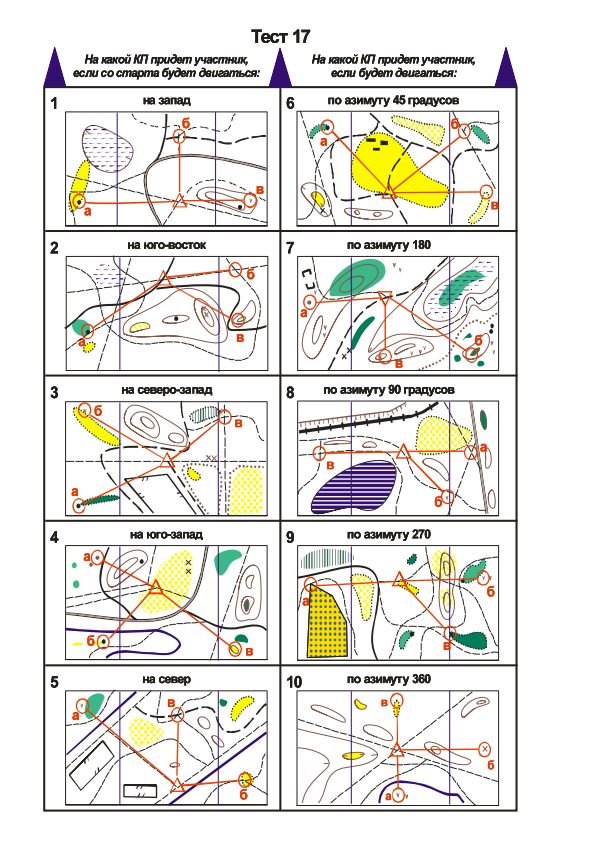 Тест 17
На какой КП придет участник,
если со старта будет двигаться:
На какой КП придет участник,
если будет двигаться:
1 на запад
б
а
в
6 по азимуту 45 градусов
а
б
в
2 на юго-восток
б
а
в
7 по азимуту 180
а
б
в
3 на северо-запад
б
в
а
8 по азимуту 90 градусов
а
в
б
4 на юго-запад
а
б
в
9 по азимуту 270
а
б
в
5 на север
а
в
б
10 по азимуту 360
в
б
а